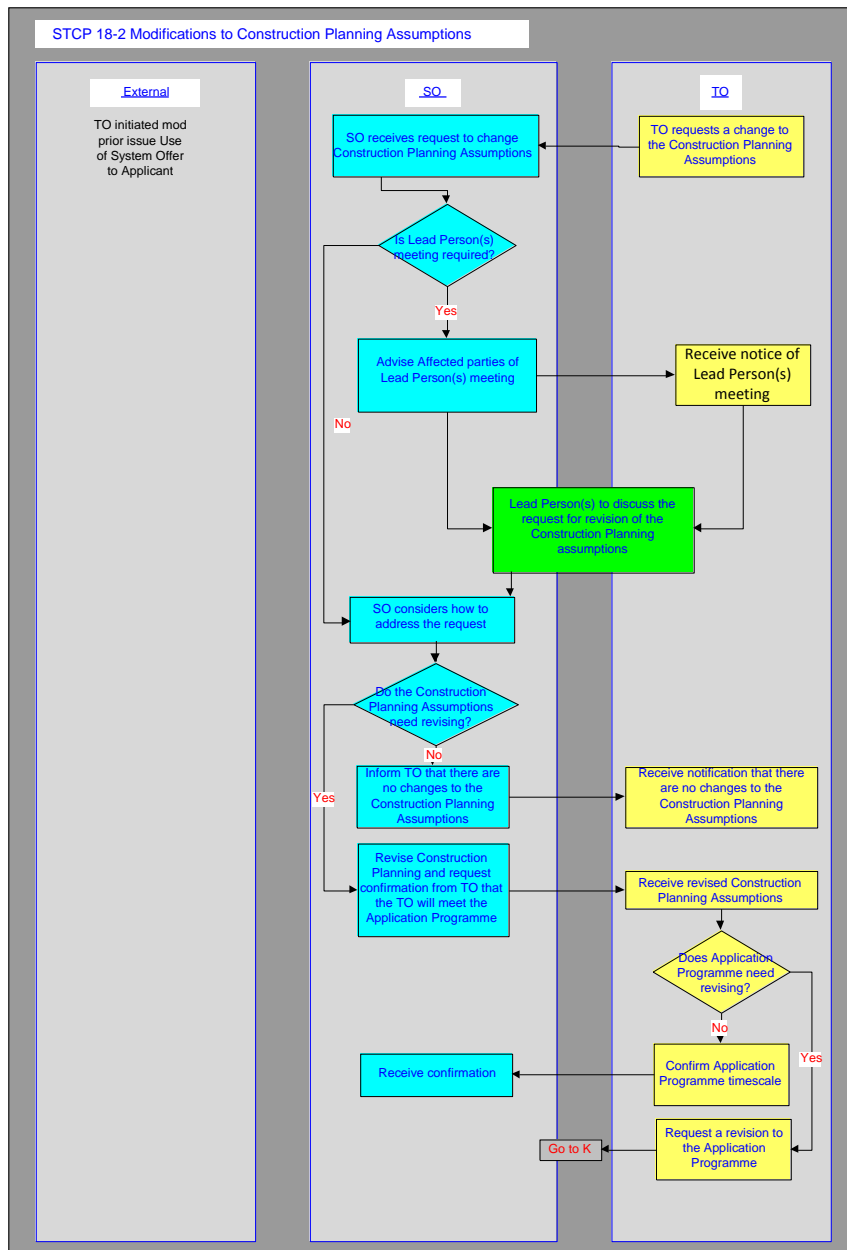 STCP 18-2 Modifications to Construction Planning Assumptions
External
SO
TO
TO initiated mod
prior issue Use
of System Offer
to Applicant
SO receives request to change
Construction Planning Assumptions
TO requests a change to
the Construction Planning
Assumptions
Is Lead Person(s)
meeting required?
Yes
Advise Affected parties of
Lead Person(s) meeting
Receive notice of
Lead Person(s)
meeting
No
Lead Person(s) to discuss the
request for revision of the
Construction Planning
assumptions
SO considers how to
address the request
Do the Construction
Planning Assumptions
need revising?
No
Yes
Inform TO that there are
no changes to the
Construction Planning
Assumptions
Receive notification that there
are no changes to the
Construction Planning
Assumptions
Revise Construction
Planning and request
confirmation from TO that
the TO will meet the
Application Programme
Receive revised Construction
Planning Assumptions
Does Application
Programme need
revising?
No
Yes
Receive confirmation
Confirm Application
Programme timescale
Go to K
Request a revision to
the Application
Programme